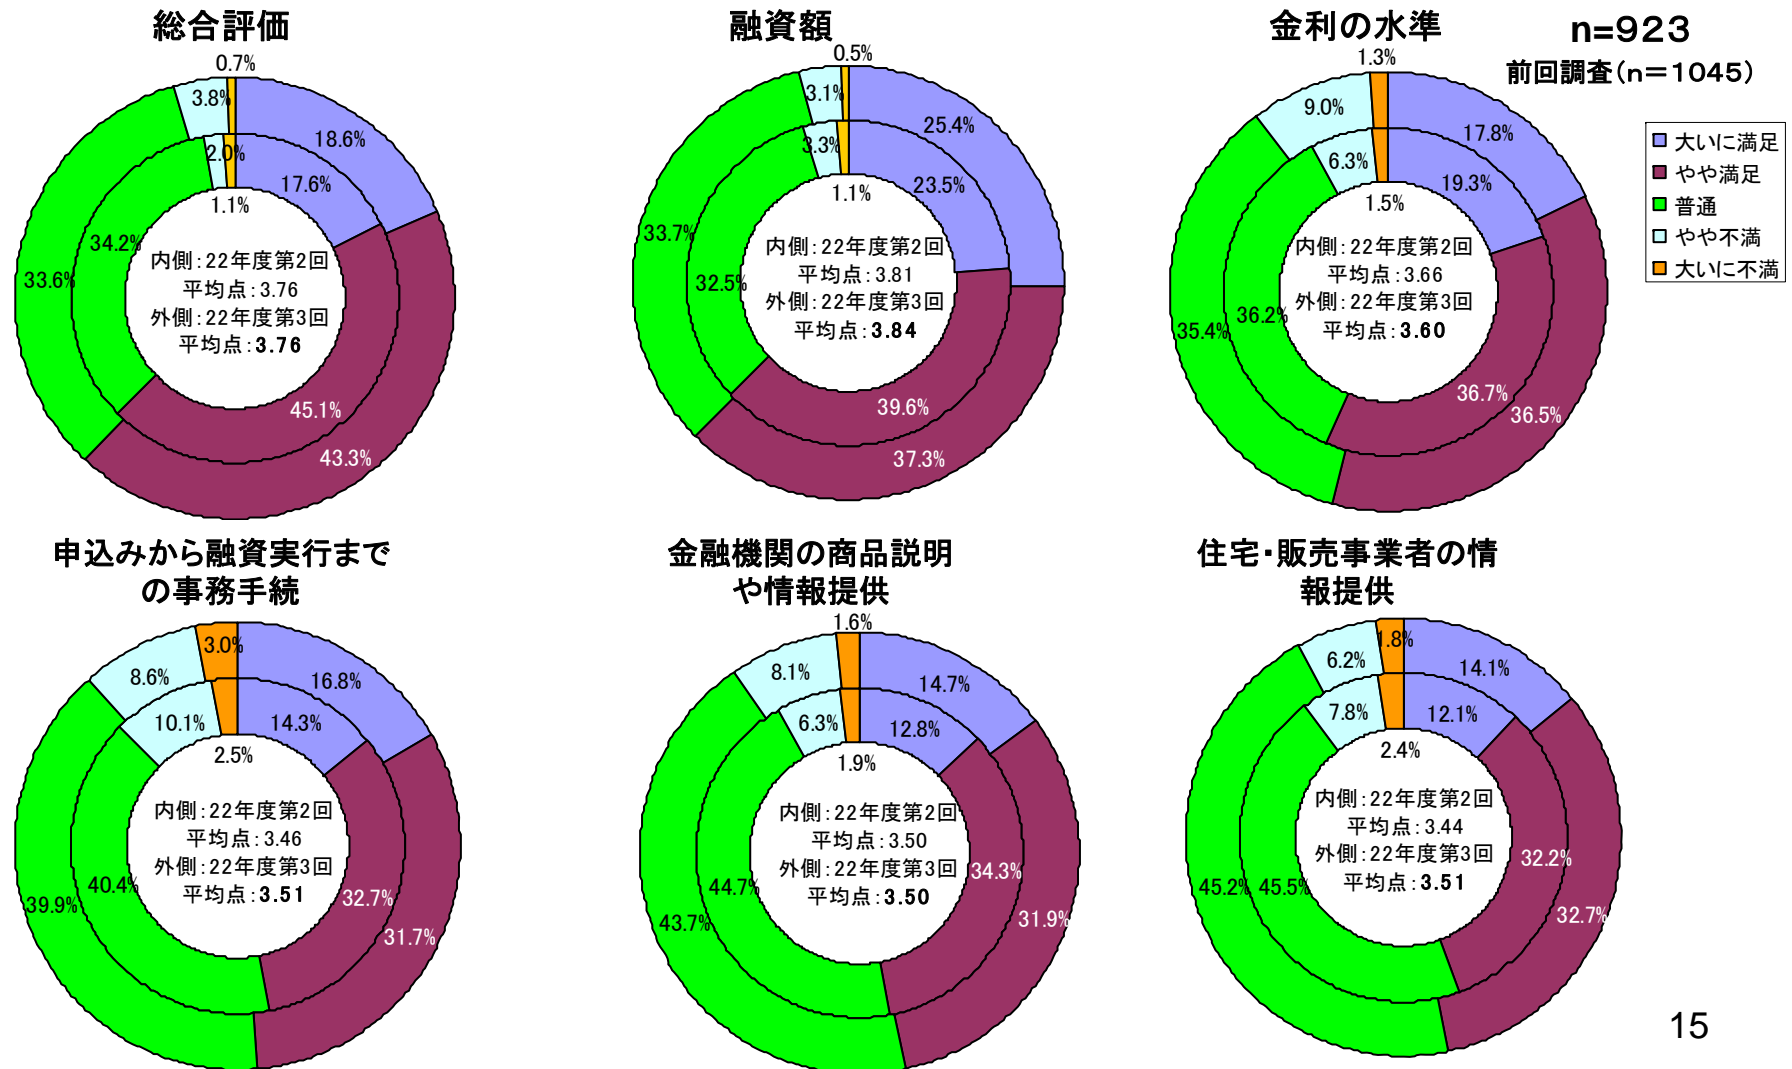 総合評価
0.7%
3.8%
18.6%
2.0%
17.6%
1.1%
34.2%
33.6%
内側：22年度第2回
平均点：3.76
外側：22年度第3回
平均点：3.76
45.1%
43.3%
融資額
0.5%
3.1%
25.4%
3.3%
23.5%
1.1%
33.7%
32.5%
内側：22年度第2回
平均点：3.81
外側：22年度第3回
平均点：3.84
39.6%
37.3%
金利の水準
1.3%
9.0%
17.8%
6.3%
19.3%
1.5%
36.2%
35.4%
内側：22年度第2回
平均点：3.66
外側：22年度第3回
平均点：3.60
36.7%
36.5%
n=923
前回調査（n＝1045）
大いに満足
やや満足
普通
やや不満
大いに不満
申込みから融資実行まで
の事務手続
3.0%
8.6%
16.8%
10.1%
14.3%
2.5%
内側：22年度第2回
平均点：3.46
外側：22年度第3回
平均点：3.51
40.4%
39.9%
32.7%
31.7%
金融機関の商品説明
や情報提供
1.6%
8.1%
14.7%
6.3%
12.8%
1.9%
内側：22年度第2回
平均点：3.50
外側：22年度第3回
平均点：3.50
44.7%
43.7%
34.3%
31.9%
住宅・販売事業者の情
報提供
1.8%
6.2%
14.1%
7.8%
12.1%
2.4%
内側：22年度第2回
平均点：3.44
外側：22年度第3回
平均点：3.51
45.2%
45.5%
32.2%
32.7%
15